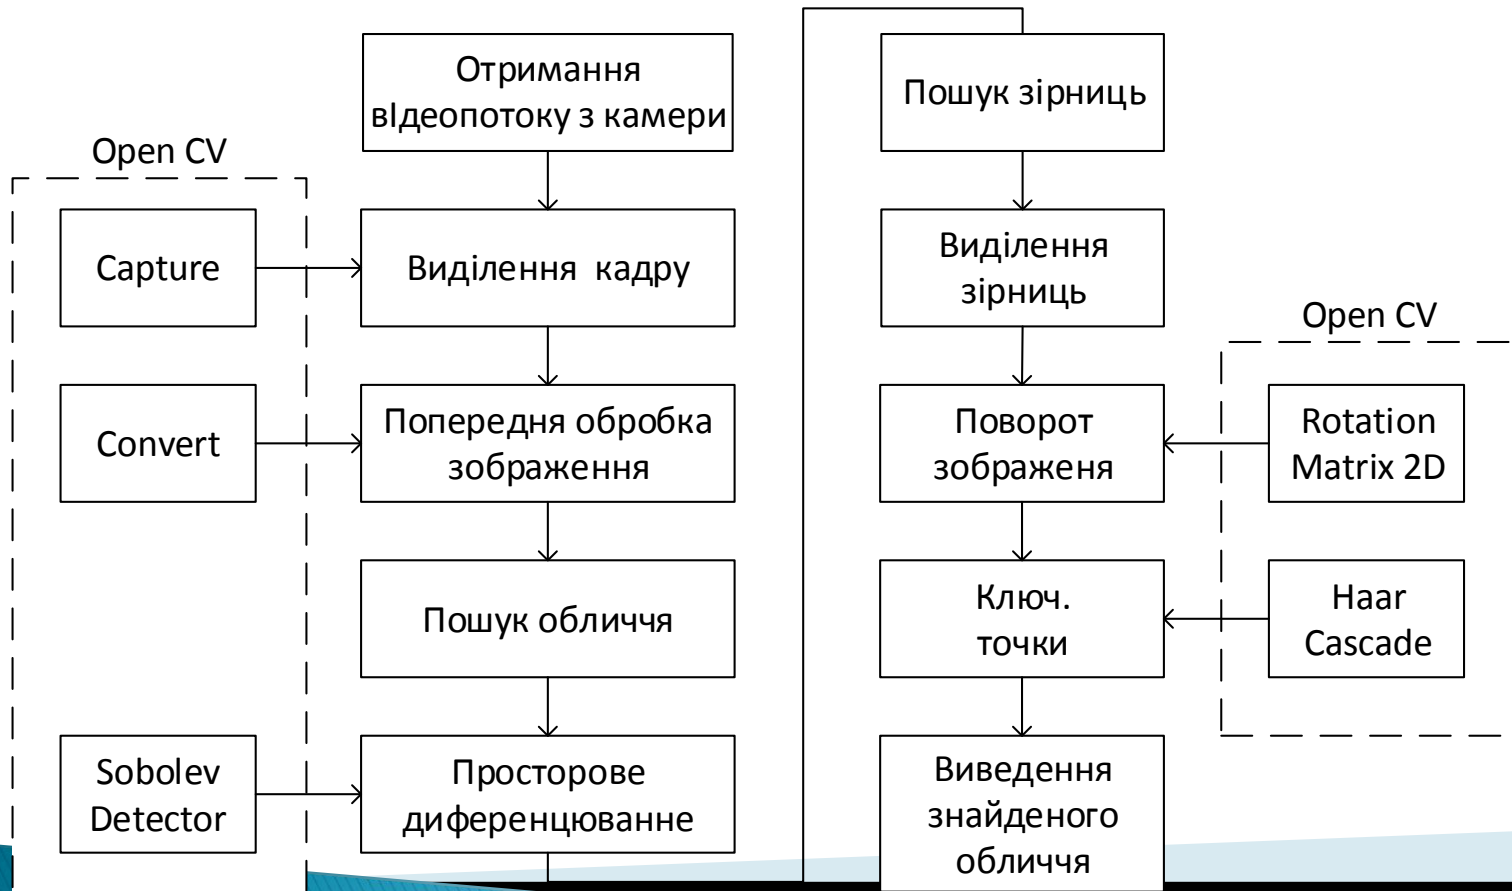 Отримання
вІдеопотоку з камери
Open CV
Capture
Виділення кадру
Convert
Попередня обробка
зображення
Пошук обличчя
Sobolev
Detector
Просторове
диференцюванне
Пошук зірниць
Виділення
зірниць
Open CV
Поворот
зображеня
Rotation
Matrix 2D
Ключ.
точки
Haar
Cascade
Виведення
знайденого
обличчя